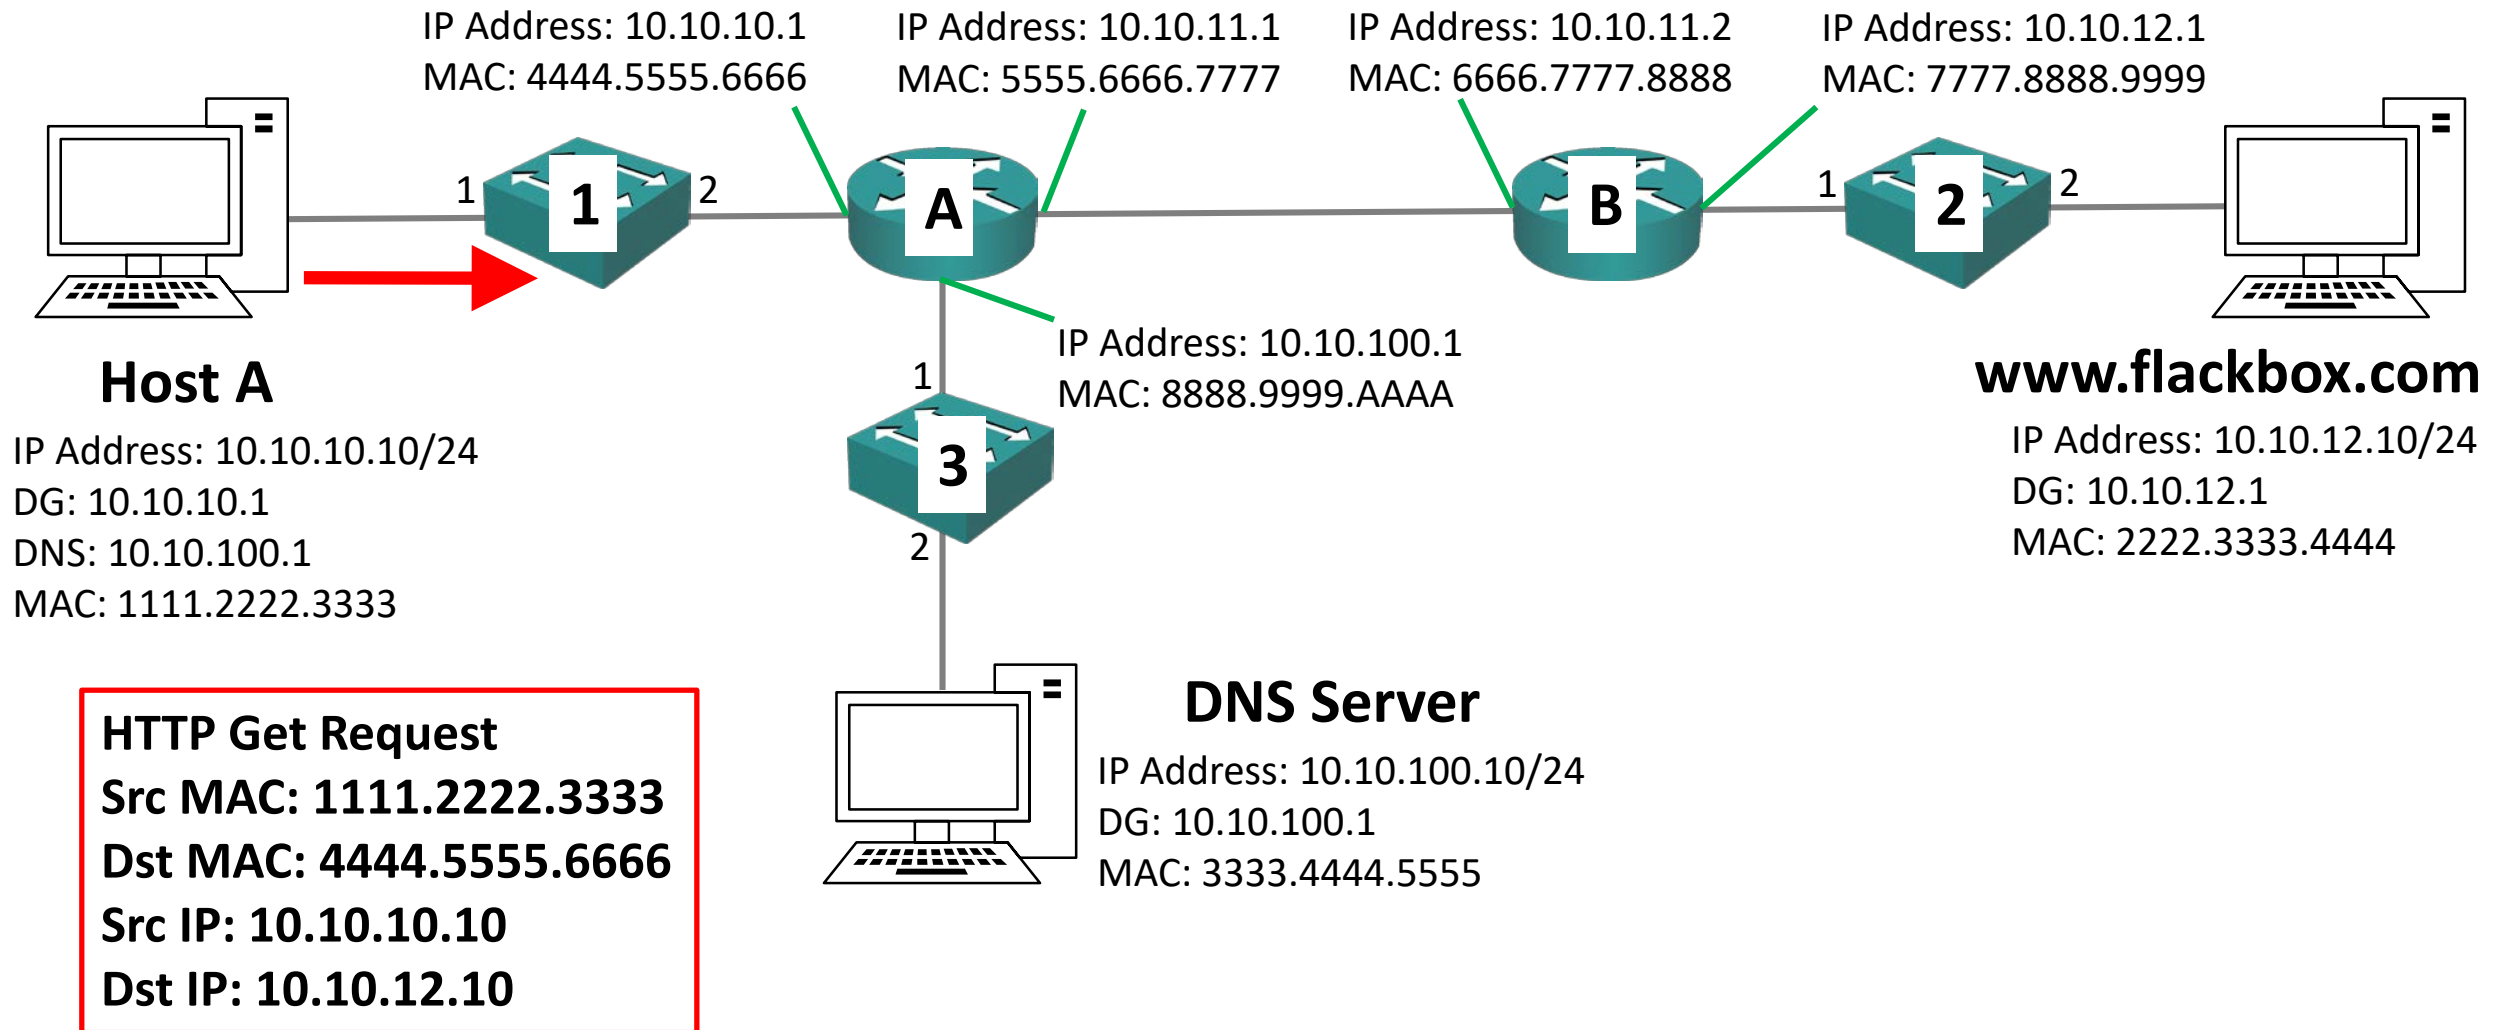 IP Address: 10.10.10.1
MAC: 4444.5555.6666
IP Address: 10.10.11.1
MAC: 5555.6666.7777
IP Address: 10.10.11.2
MAC: 6666.7777.8888
IP Address: 10.10.12.1
MAC: 7777.8888.9999
1
1
2
A
B
1
2
2
Host A
IP Address: 10.10.10.10/24
DG: 10.10.10.1
DNS: 10.10.100.1
MAC: 1111.2222.3333
IP Address: 10.10.100.1
MAC: 8888.9999.AAAA
1
3
2
www.flackbox.com
IP Address: 10.10.12.10/24
DG: 10.10.12.1
MAC: 2222.3333.4444
HTTP Get Request
Src MAC: 1111.2222.3333
Dst MAC: 4444.5555.6666
Src IP: 10.10.10.10
Dst IP: 10.10.12.10
DNS Server
IP Address: 10.10.100.10/24
DG: 10.10.100.1
MAC: 3333.4444.5555